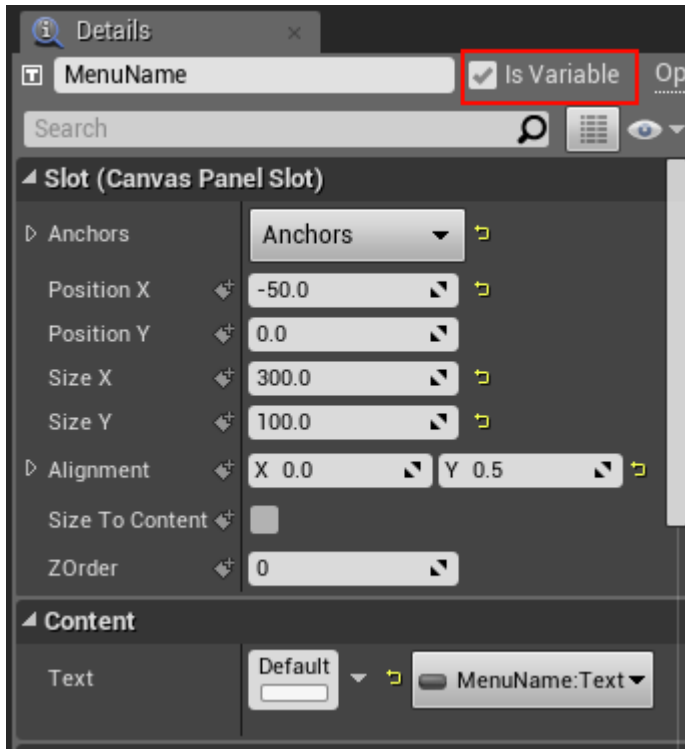 Details
MenuName Is Variable Op
Search
Slot (Canvas Panel Slot)
Anchors Anchors
Position X -50.0
Position Y 0.0
Size X 300.0
Size Y 100.0
Alignment X 0.0 Y 0.5
Size To Content
ZOrder 0
Content
Text Default MenuName:Text